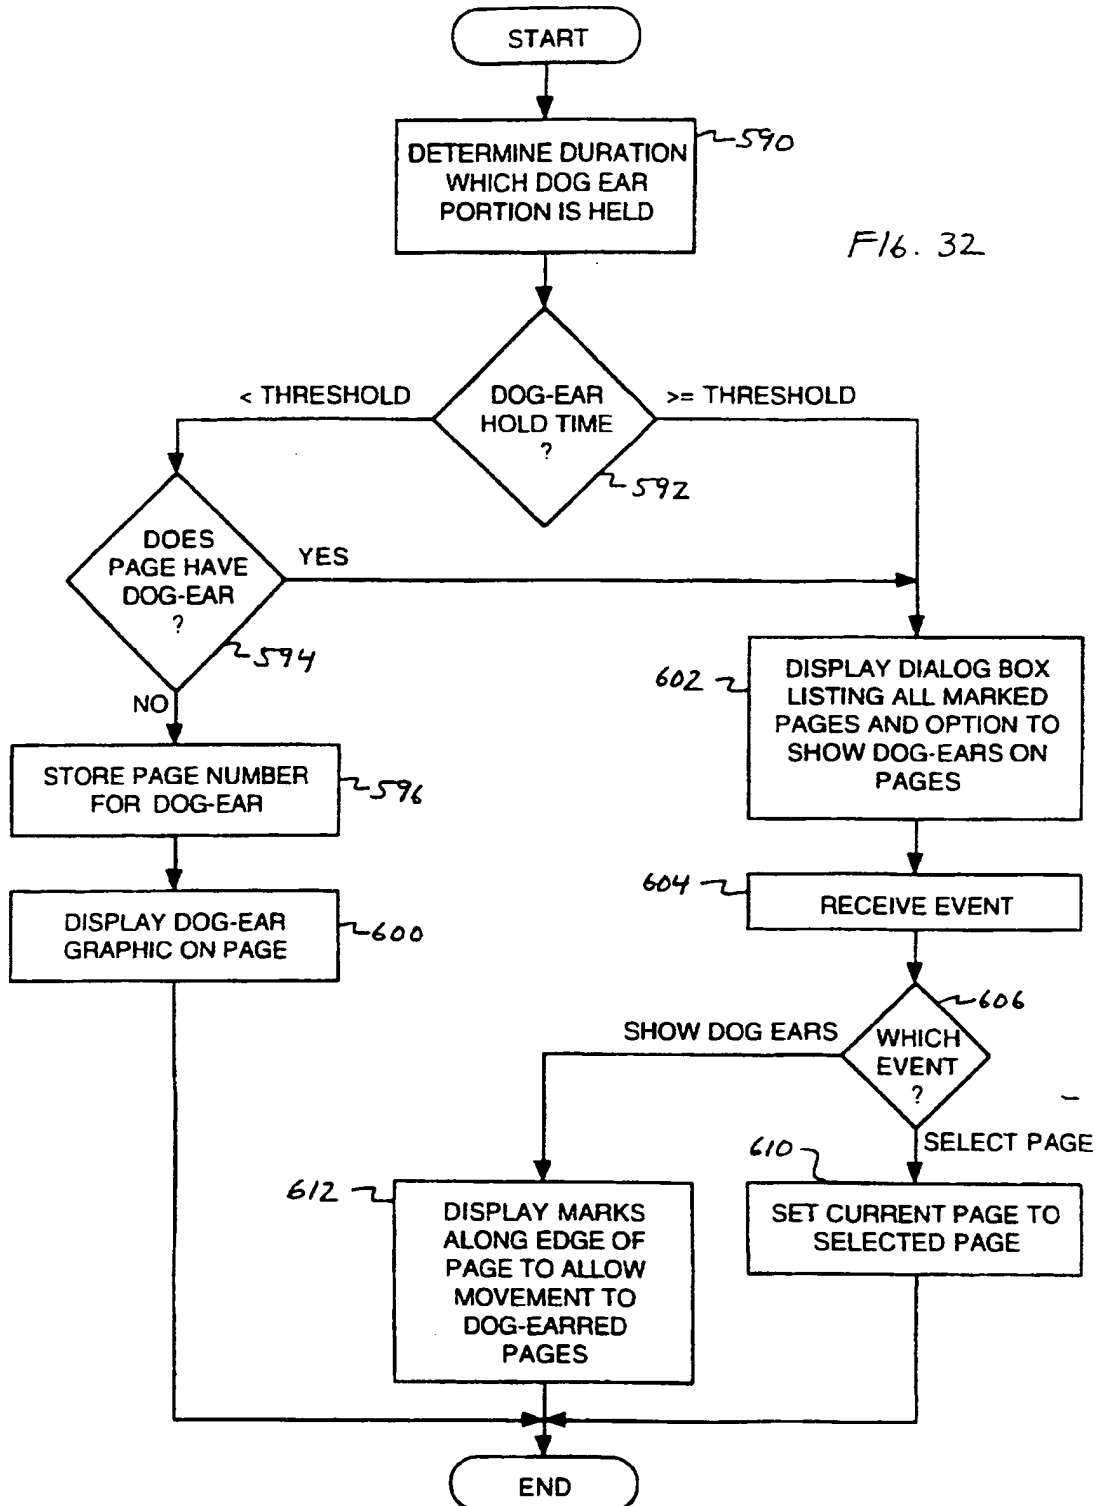 START
DETERMINE DURATION
WHICH DOG EAR
PORTION IS HELD
590
FIG. 32
< THRESHOLD
DOG-EAR
HOLD TIME
?
>= THRESHOLD
592
DOES
PAGE HAVE
DOG-EAR
?
YES
594
NO
602
DISPLAY DIALOG BOX
LISTING ALL MARKED
PAGES AND OPTION TO
SHOW DOG-EARS ON
PAGES
STORE PAGE NUMBER
FOR DOG-EAR
596
604
RECEIVE EVENT
DISPLAY DOG-EAR
GRAPHIC ON PAGE
600
606
SHOW DOG EARS
WHICH
EVENT
?
SELECT PAGE
610
612
DISPLAY MARKS
ALONG EDGE OF
PAGE TO ALLOW
MOVEMENT TO
DOG-EARRED
PAGES
SET CURRENT PAGE TO
SELECTED PAGE
END